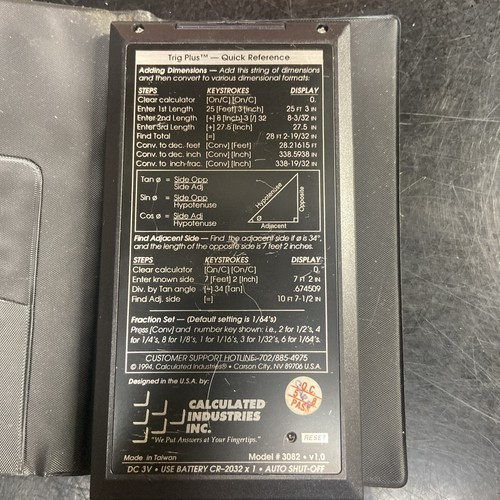 Trig Plus™ — Quick Reference
Adding Dimensions — Add this string of dimensions
and then convert to various dimensional formats:
STEPS KEYSTROKES DISPLAY
Clear calculator [On/C] [On/C] 0.
Enter 1st Length 25 [Feet] 3 [Inch] 25 FT 3 IN
Enter 2nd Length [+] 8 [Inch] 3 [/] 32 8-3/32 IN
Enter 3rd Length [+] 27.5 [Inch] 27.5 IN
Find Total [=] 28 FT 2-19/32 IN
Conv. to dec. feet [Conv] [Feet] 28.21615 FT
Conv. to dec. inch [Conv] [Inch] 338.5938 IN
Conv. to inch-frac. [Conv] [Inch] 338-19/32 IN
Tan ø = Side Opp
Side Adj
Sin ø = Side Opp
Hypotenuse
Cos ø = Side Adj
Hypotenuse
Hypotenuse
Opposite
ø
Adjacent
Find Adjacent Side — Find the adjacent side if ø is 34°,
and the length of the opposite side is 7 feet 2 inches.
STEPS KEYSTROKES DISPLAY
Clear calculator [On/C] [On/C] 0.
Enter known side 7 [Feet] 2 [Inch] 7 FT 2 IN
Div. by Tan angle [÷] 34 [Tan] .674509
Find Adj. side [=] 10 FT 7-1/2 IN
Fraction Set — (Default setting is 1/64's)
Press [Conv] and number key shown: i.e., 2 for 1/2's, 4
for 1/4's, 8 for 1/8's, 1 for 1/16's, 3 for 1/32's, 6 for 1/64's.
CUSTOMER SUPPORT HOTLINE—702/885-4975
© 1994, Calculated Industries® • Carson City, NV 89706 U.S.A.
Designed in the U.S.A. by:
CALCULATED
INDUSTRIES
INC.
"We Put Answers at Your Fingertips."
Q.C.
PASS
RESET
Made in Taiwan Model # 3082 • v1.0
DC 3V • USE BATTERY CR-2032 x 1 • AUTO SHUT-OFF